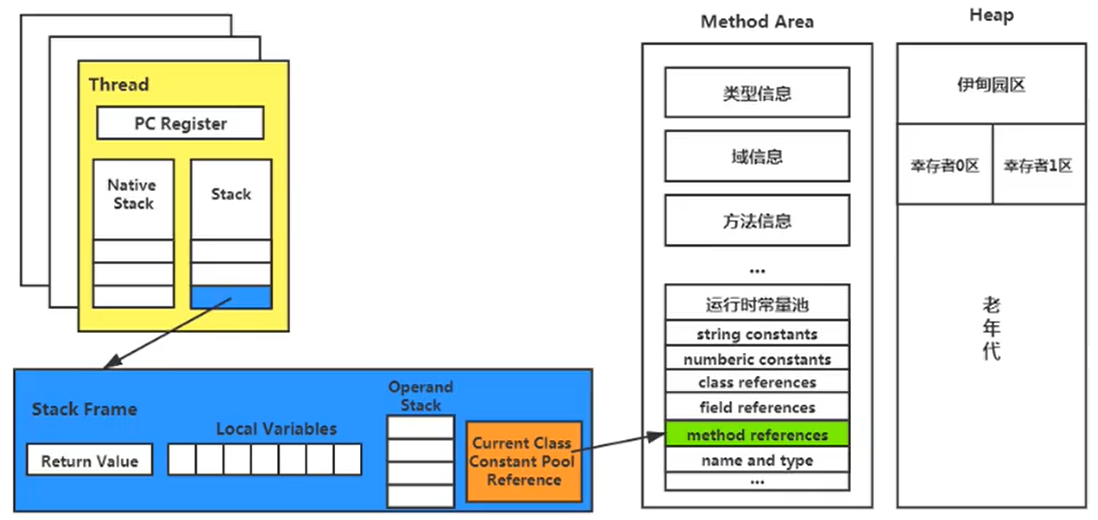 Thread
PC Register
Native
Stack
Stack
Stack Frame
Return Value
Local Variables
Operand
Stack
Current Class
Constant Pool
Reference
Method Area
类型信息
域信息
方法信息
...
运行时常量池
string constants
numberic constants
class references
field references
method references
name and type
...
Heap
伊甸园区
幸存者0区
幸存者1区
老
年
代